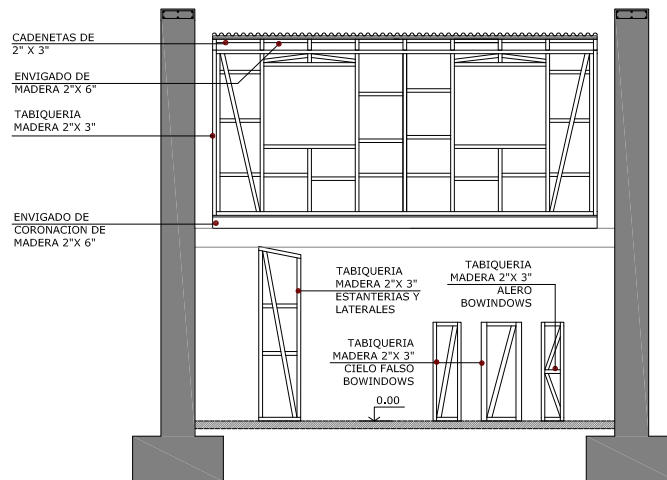 CADENETAS DE
2" X 3"
ENVIGADO DE
MADERA 2"X 6"
TABIQUERIA
MADERA 2"X 3"
ENVIGADO DE
CORONACION DE
MADERA 2"X 6"
TABIQUERIA
MADERA 2"X 3"
ESTANTERIAS Y
LATERALES
TABIQUERIA
MADERA 2"X 3"
ALERO
BOWINDOWS
TABIQUERIA
MADERA 2"X 3"
CIELO FALSO
BOWINDOWS
0.00